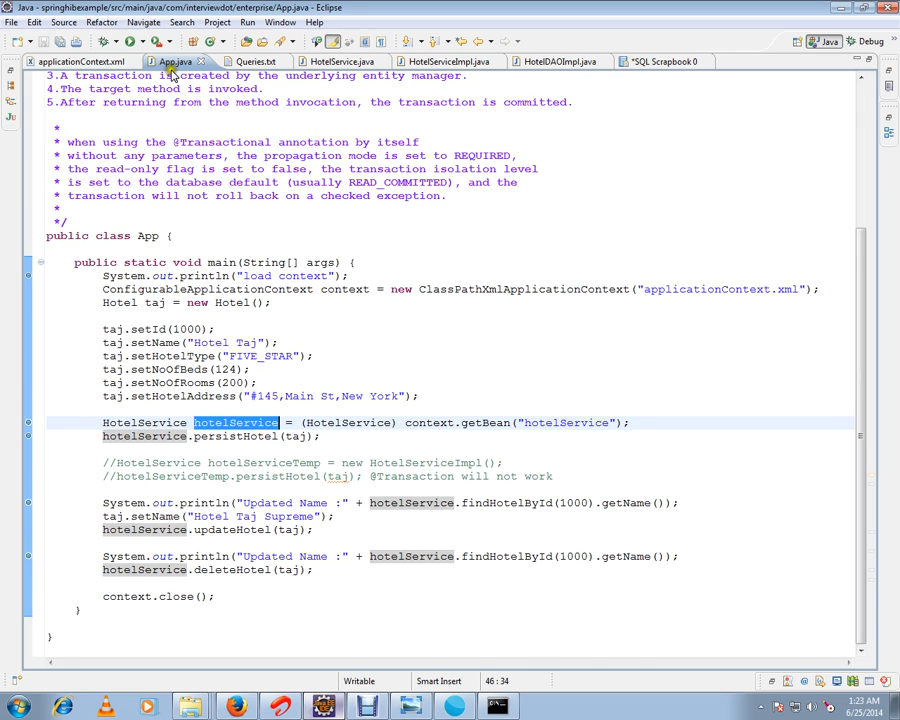 Java - springhibexample/src/main/java/com/interviewdot/enterprise/App.java - Eclipse
File Edit Source Refactor Navigate Search Project Run Window Help
Java Debug
applicationContext.xml App.java Queries.txt HotelService.java HotelServiceImpl.java HotelDAOImpl.java *SQL Scrapbook 0
3.A transaction is created by the underlying entity manager.
4.The target method is invoked.
5.After returning from the method invocation, the transaction is committed.
*
* when using the @Transactional annotation by itself
* without any parameters, the propagation mode is set to REQUIRED,
* the read-only flag is set to false, the transaction isolation level
* is set to the database default (usually READ_COMMITTED), and the
* transaction will not roll back on a checked exception.
*
*/
public class App {
public static void main(String[] args) {
System.out.println("load context");
ConfigurableApplicationContext context = new ClassPathXmlApplicationContext("applicationContext.xml");
Hotel taj = new Hotel();
taj.setId(1000);
taj.setName("Hotel Taj");
taj.setHotelType("FIVE_STAR");
taj.setNoOfBeds(124);
taj.setNoOfRooms(200);
taj.setHotelAddress("#145,Main St,New York");
HotelService hotelService = (HotelService) context.getBean("hotelService");
hotelService.persistHotel(taj);
//HotelService hotelServiceTemp = new HotelServiceImpl();
//hotelServiceTemp.persistHotel(taj); @Transaction will not work
System.out.println("Updated Name :" + hotelService.findHotelById(1000).getName());
taj.setName("Hotel Taj Supreme");
hotelService.updateHotel(taj);
System.out.println("Updated Name :" + hotelService.findHotelById(1000).getName());
hotelService.deleteHotel(taj);
context.close();
}
}
Writable Smart Insert 46 : 34
1:23 AM
6/25/2014